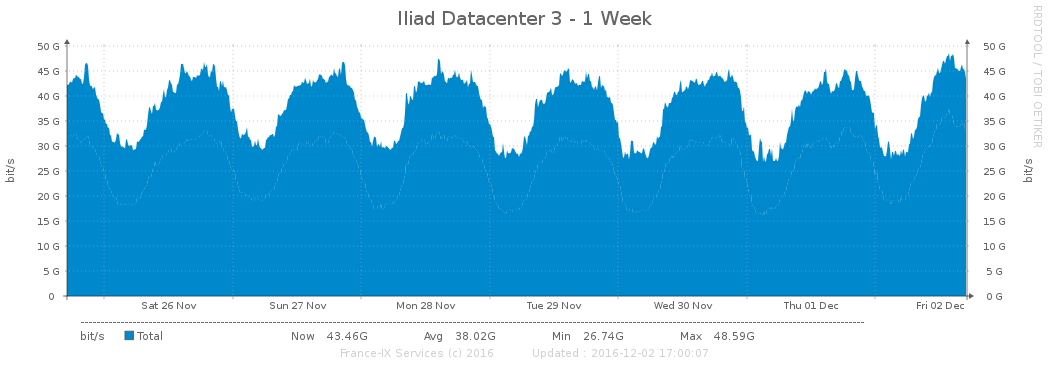 Iliad Datacenter 3 - 1 Week
RRDTOOL / TOBI OETIKER
bit/s
50 G
45 G
40 G
35 G
30 G
25 G
20 G
15 G
10 G
5 G
0
50 G
45 G
40 G
35 G
30 G
25 G
20 G
15 G
10 G
5 G
0 G
bit/s
Sat 26 Nov Sun 27 Nov Mon 28 Nov Tue 29 Nov Wed 30 Nov Thu 01 Dec Fri 02 Dec
bit/s Total Now 43.46G Avg 38.02G Min 26.74G Max 48.59G
France-IX Services (c) 2016 Updated : 2016-12-02 17:00:07